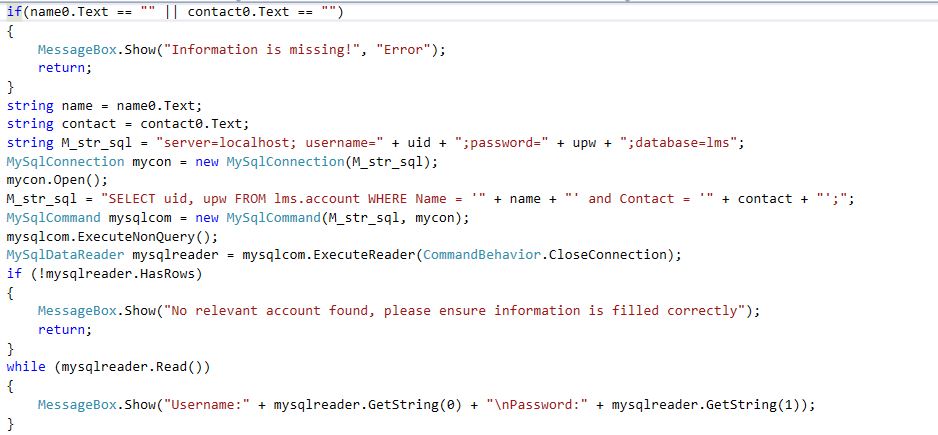 if(name0.Text == "" || contact0.Text == "")
{
    MessageBox.Show("Information is missing!", "Error");
    return;
}
string name = name0.Text;
string contact = contact0.Text;
string M_str_sql = "server=localhost; username=" + uid + ";password=" + upw + ";database=lms";
MySqlConnection mycon = new MySqlConnection(M_str_sql);
mycon.Open();
M_str_sql = "SELECT uid, upw FROM lms.account WHERE Name = '" + name + "' and Contact = '" + contact + "';";
MySqlCommand mysqlcom = new MySqlCommand(M_str_sql, mycon);
mysqlcom.ExecuteNonQuery();
MySqlDataReader mysqlreader = mysqlcom.ExecuteReader(CommandBehavior.CloseConnection);
if (!mysqlreader.HasRows)
{
    MessageBox.Show("No relevant account found, please ensure information is filled correctly");
    return;
}
while (mysqlreader.Read())
{
    MessageBox.Show("Username:" + mysqlreader.GetString(0) + "\nPassword:" + mysqlreader.GetString(1));
}